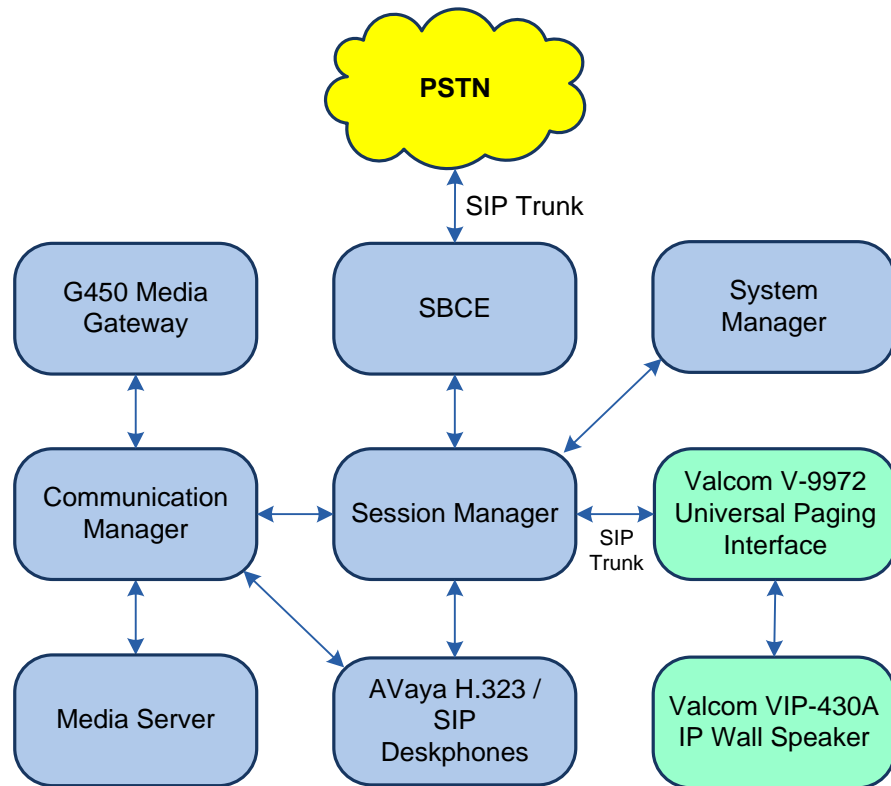 PSTN
SIP Trunk
G450 Media
Gateway
SBCE
System
Manager
Communication
Manager
Session Manager
SIP
Trunk
Valcom V-9972
Universal Paging
Interface
Media Server
AVaya H.323 /
SIP
Deskphones
Valcom VIP-430A
IP Wall Speaker